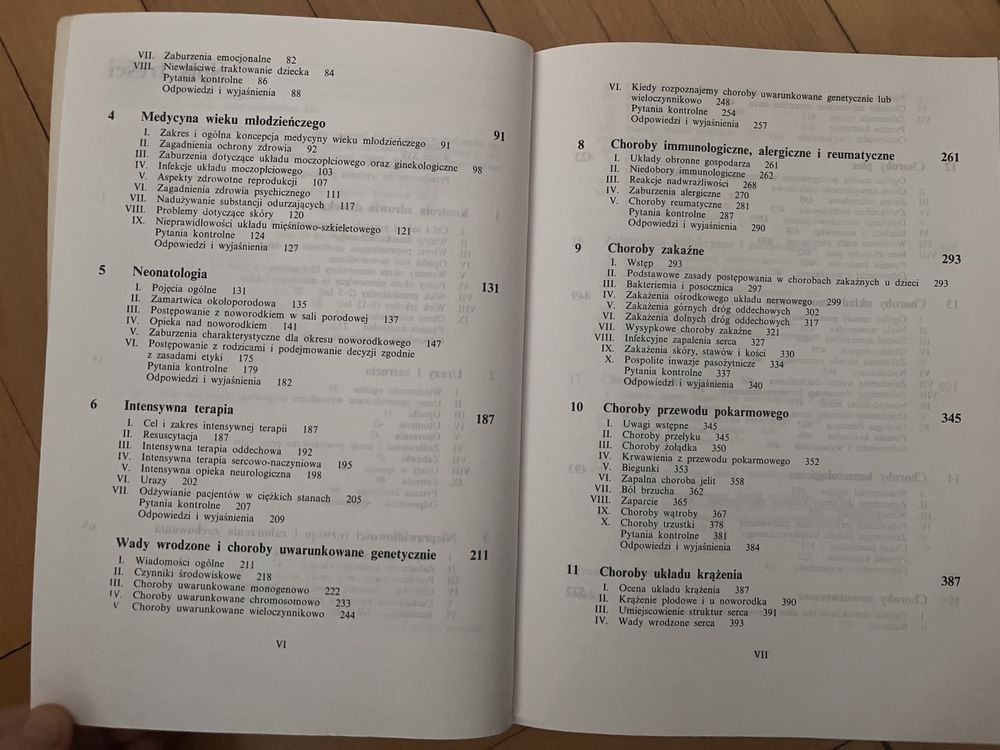 VII. Zaburzenia emocjonalne 82
VIII. Niewłaściwe traktowanie dziecka 84
Pytania kontrolne 86
Odpowiedzi i wyjaśnienia 88
4 Medycyna wieku młodzieńczego 91
I. Zakres i ogólna koncepcja medycyny wieku młodzieńczego 91
II. Zagadnienia ochrony zdrowia 92
III. Zaburzenia dotyczące układu moczopłciowego oraz ginekologiczne 98
IV. Infekcje układu moczopłciowego 103
V. Aspekty zdrowotne reprodukcji 107
VI. Zagadnienia zdrowia psychicznego 111
VII. Nadużywanie substancji odurzających 117
VIII. Problemy dotyczące skóry 120
IX. Nieprawidłowości układu mięśniowo-szkieletowego 121
Pytania kontrolne 124
Odpowiedzi i wyjaśnienia 127
5 Neonatologia 131
I. Pojęcia ogólne 131
II. Zamartwica okołoporodowa 135
III. Postępowanie z noworodkiem w sali porodowej 137
IV. Opieka nad noworodkiem 141
V. Zaburzenia charakterystyczne dla okresu noworodkowego 147
VI. Postępowanie z rodzicami i podejmowanie decyzji zgodnie
z zasadami etyki 175
Pytania kontrolne 179
Odpowiedzi i wyjaśnienia 182
6 Intensywna terapia 187
I. Cel i zakres intensywnej terapii 187
II. Resuscytacja 187
III. Intensywna terapia oddechowa 192
IV. Intensywna terapia sercowo-naczyniowa 195
V. Intensywna opieka neurologiczna 198
VI. Urazy 202
VII. Odżywianie pacjentów w ciężkich stanach 205
Pytania kontrolne 207
Odpowiedzi i wyjaśnienia 209
Wady wrodzone i choroby uwarunkowane genetycznie 211
I. Wiadomości ogólne 211
II. Czynniki środowiskowe 218
III. Choroby uwarunkowane monogenowo 222
IV. Choroby uwarunkowane chromosomowo 233
V Choroby uwarunkowane wieloczynnikowo 244
VI
VI. Kiedy rozpoznajemy choroby uwarunkowane genetycznie lub
wieloczynnikowo 248
Pytania kontrolne 254
Odpowiedzi i wyjaśnienia 257
8 Choroby immunologiczne, alergiczne i reumatyczne 261
I. Układy obronne gospodarza 261
II. Niedobory immunologiczne 262
III. Reakcje nadwrażliwości 268
IV. Zaburzenia alergiczne 270
V. Choroby reumatyczne 281
Pytania kontrolne 287
Odpowiedzi i wyjaśnienia 290
9 Choroby zakaźne 293
I. Wstęp 293
II. Podstawowe zasady postępowania w chorobach zakaźnych u dzieci 293
III. Bakteriemia i posocznica 297
IV. Zakażenia ośrodkowego układu nerwowego 299
V. Zakażenia górnych dróg oddechowych 302
VI. Zakażenia dolnych dróg oddechowych 317
VII. Wysypkowe choroby zakaźne 321
VIII. Infekcyjne zapalenia serca 327
IX. Zakażenia skóry, stawów i kości 330
X. Pospolite inwazje pasożytnicze 334
Pytania kontrolne 337
Odpowiedzi i wyjaśnienia 340
10 Choroby przewodu pokarmowego 345
I. Uwagi wstępne 345
II. Choroby przełyku 345
III. Choroby żołądka 350
IV. Krwawienia z przewodu pokarmowego 352
V. Biegunki 353
VI. Zapalna choroba jelit 358
VII. Ból brzucha 362
VIII. Zaparcie 365
IX. Choroby wątroby 367
X. Choroby trzustki 378
Pytania kontrolne 381
Odpowiedzi i wyjaśnienia 384
11 Choroby układu krążenia 387
I. Ocena układu krążenia 387
II. Krążenie płodowe i u noworodka 390
III. Umiejscowienie struktur serca 391
IV. Wady wrodzone serca 393
VII